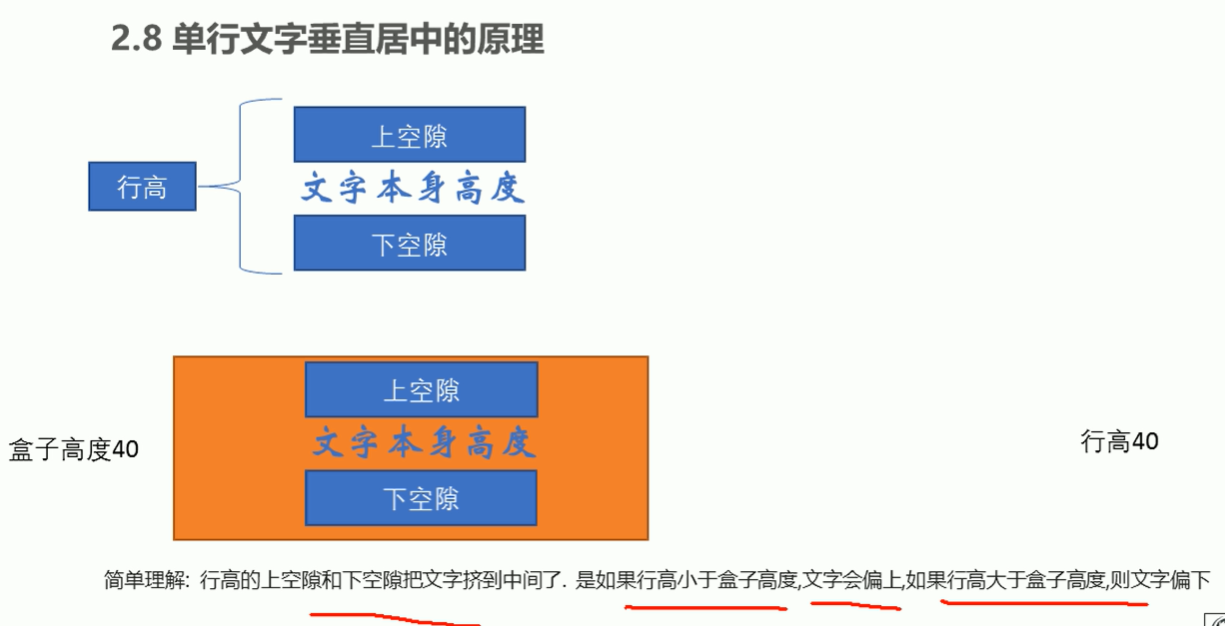 2.8 单行文字垂直居中的原理
上空隙
行高
文字本身高度
下空隙
上空隙
盒子高度40
文字本身高度
行高40
下空隙
简单理解: 行高的上空隙和下空隙把文字挤到中间了. 是如果行高小于盒子高度,文字会偏上,如果行高大于盒子高度,则文字偏下